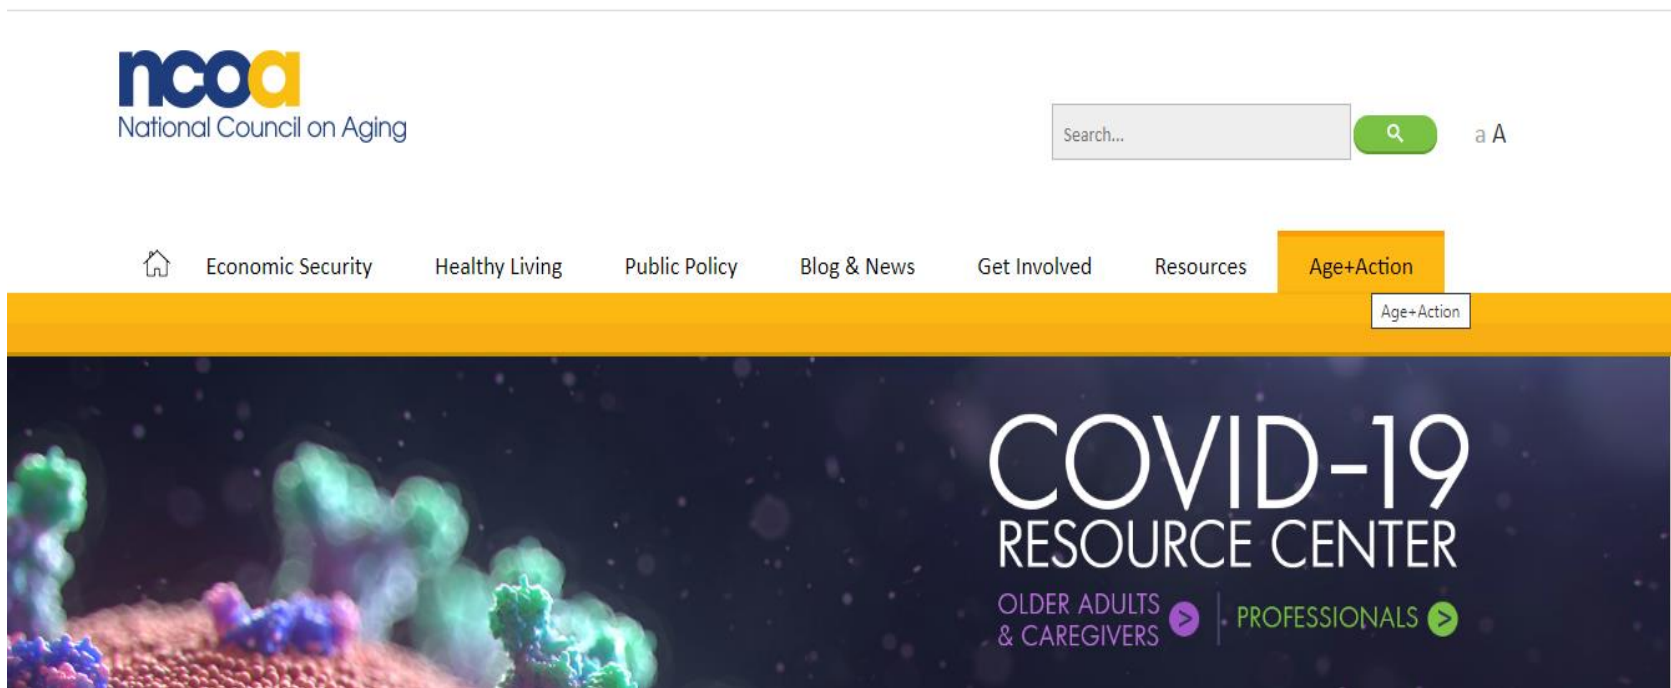 ncoa
National Council on Aging
Search...
a A
Economic Security Healthy Living Public Policy Blog & News Get Involved Resources Age+Action
Age+Action
COVID-19
RESOURCE CENTER
OLDER ADULTS
& CAREGIVERS
PROFESSIONALS